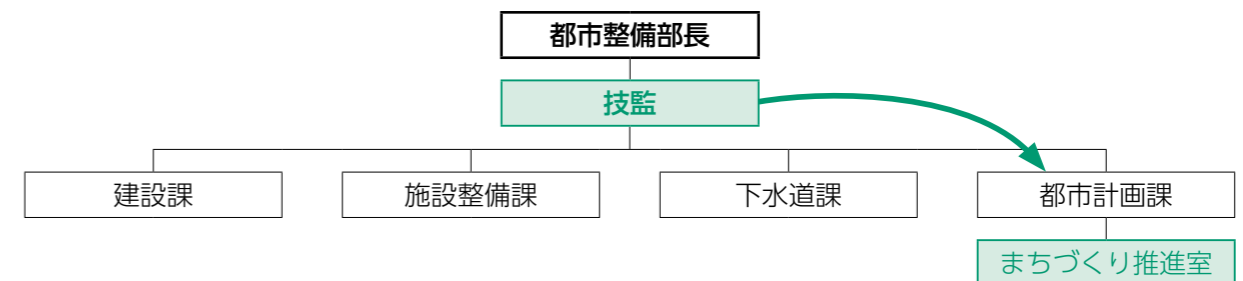 都市整備部長
技監
建設課
施設整備課
下水道課
都市計画課
まちづくり推進室